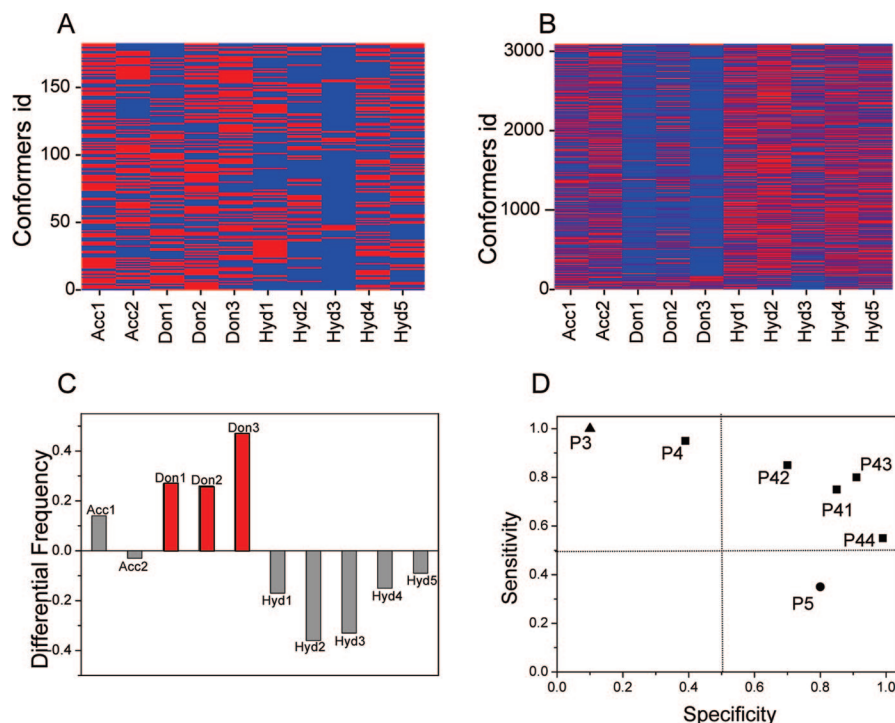 A
B
Conformers id
150
100
50
0
Acc1 Acc2 Don1 Don2 Don3 Hyd1 Hyd2 Hyd3 Hyd4 Hyd5
Conformers id
3000
2000
1000
0
Acc1 Acc2 Don1 Don2 Don3 Hyd1 Hyd2 Hyd3 Hyd4 Hyd5
C
Differential Frequency
0.4
0.2
0.0
0.2
0.4
Acc1
Acc2
Don1
Don2
Don3
Hyd1
Hyd2
Hyd3
Hyd4
Hyd5
D
Sensitivity
1.0
0.8
0.6
0.4
0.2
0.0
P3
P4
P42
P43
P41
P44
P5
0.0 0.2 0.4 0.6 0.8 1.0
Specificity